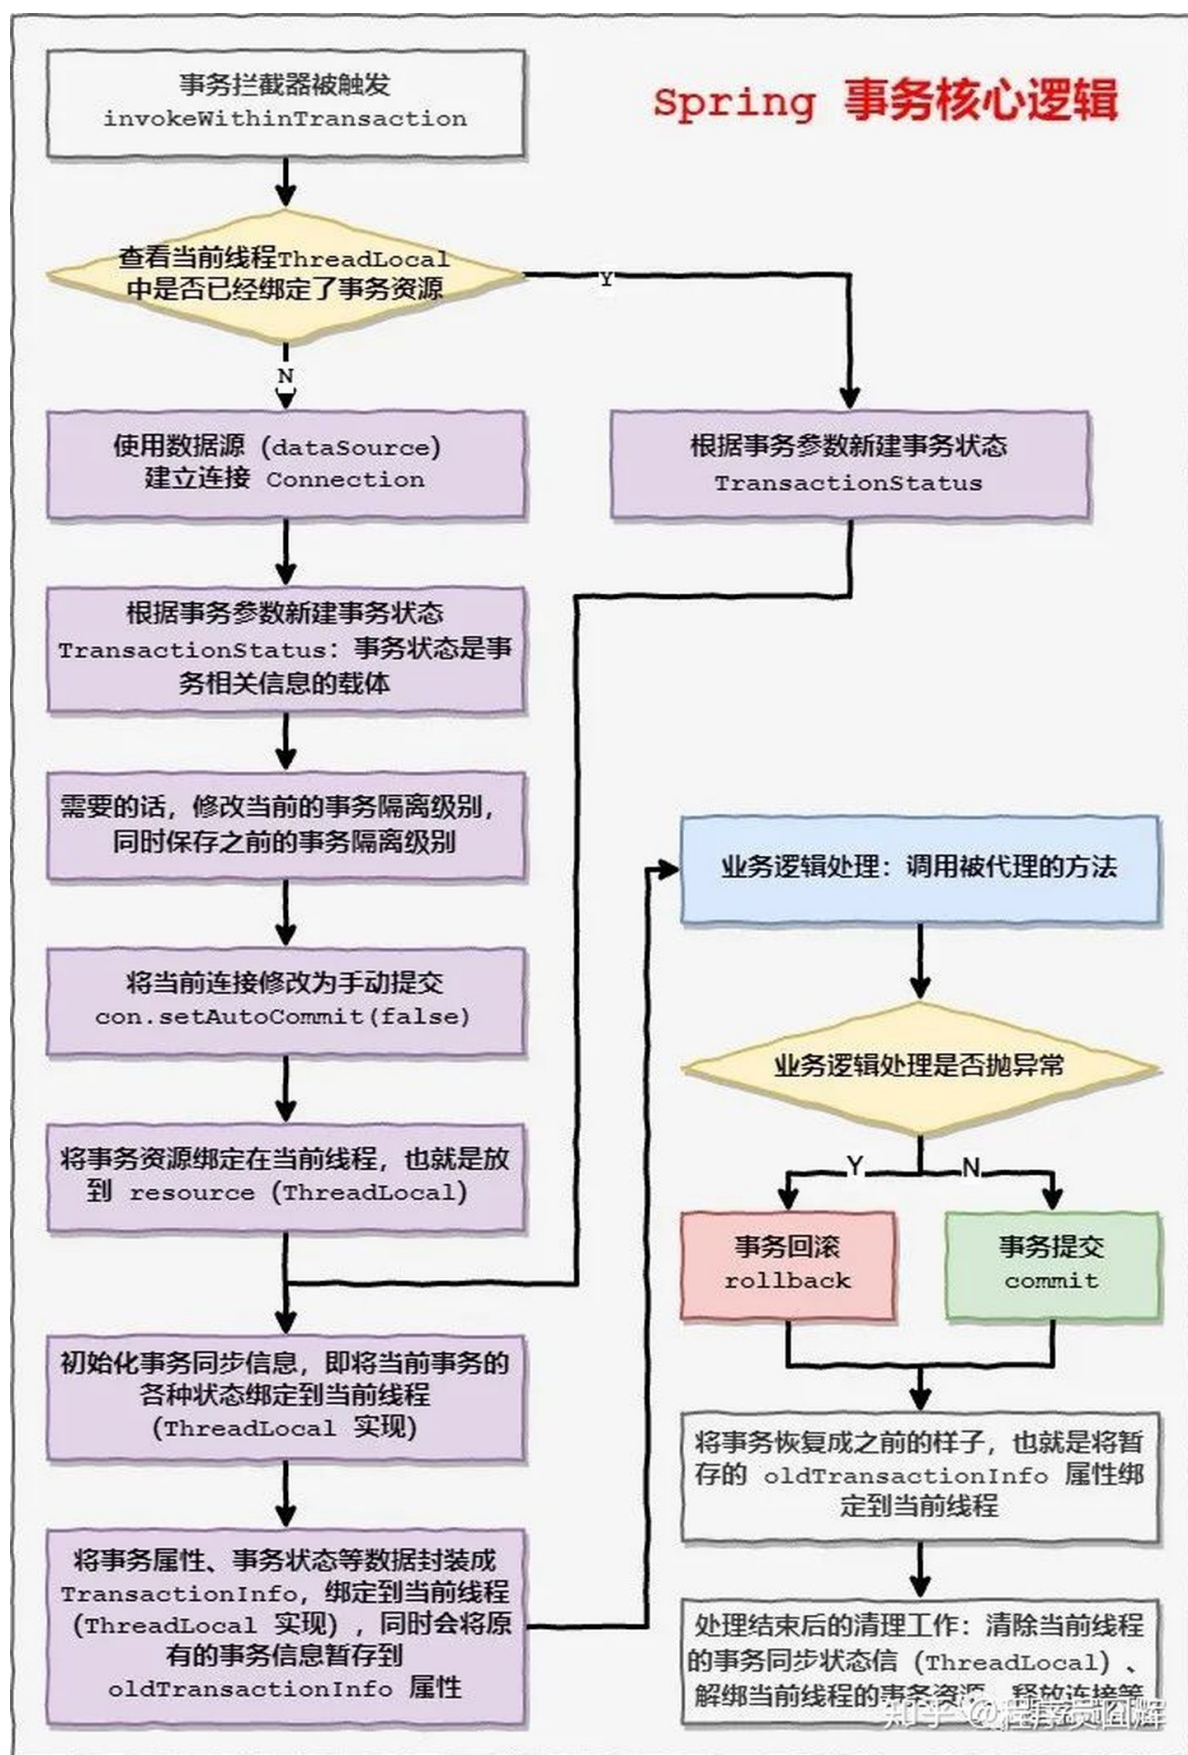 Spring 事务核心逻辑
事务拦截器被触发
invokeWithinTransaction
查看当前线程ThreadLocal
中是否已经绑定了事务资源
Y
N
使用数据源 (dataSource)
建立连接 Connection
根据事务参数新建事务状态
TransactionStatus
根据事务参数新建事务状态
TransactionStatus：事务状态是事
务相关信息的载体
需要的话，修改当前的事务隔离级别，
同时保存之前的事务隔离级别
将当前连接修改为手动提交
con.setAutoCommit(false)
将事务资源绑定在当前线程，也就是放
到 resource (ThreadLocal)
初始化事务同步信息，即将当前事务的
各种状态绑定到当前线程
(ThreadLocal 实现)
将事务属性、事务状态等数据封装成
TransactionInfo，绑定到当前线程
(ThreadLocal 实现) ，同时会将原
有的事务信息暂存到
oldTransactionInfo 属性
业务逻辑处理：调用被代理的方法
业务逻辑处理是否抛异常
Y
N
事务回滚
rollback
事务提交
commit
将事务恢复成之前的样子，也就是将暂
存的 oldTransactionInfo 属性绑
定到当前线程
处理结束后的清理工作：清除当前线程
的事务同步状态信 (ThreadLocal) 、
解绑当前线程的事务资源、释放连接等
知乎 @程序员囧辉